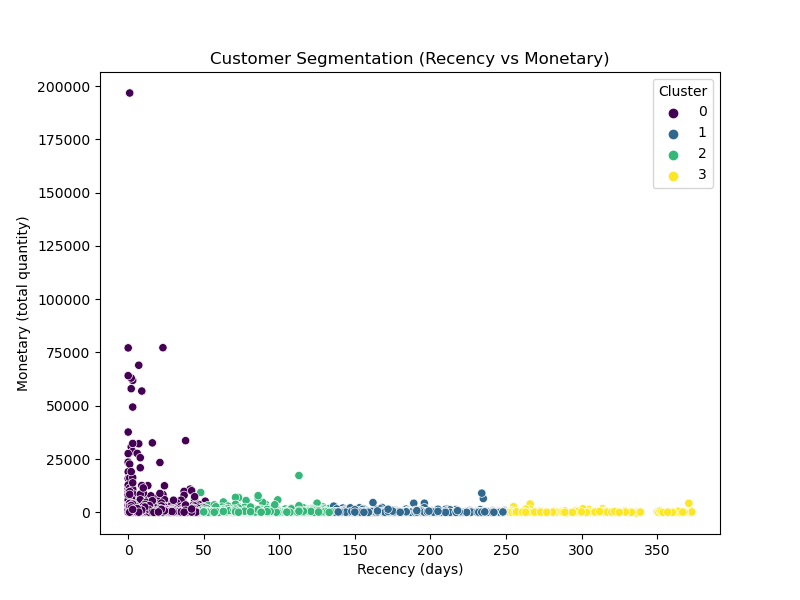 Customer Segmentation (Recency vs Monetary)
Monetary (total quantity)
200000
175000
150000
125000
100000
75000
50000
25000
0
Cluster
0
1
2
3
0 50 100 150 200 250 300 350
Recency (days)